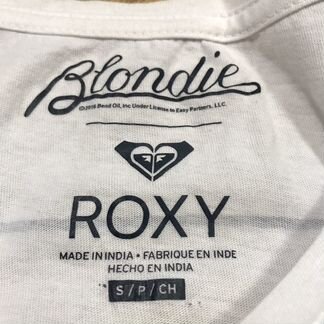 Blondie
©2018 Bend Oil, Inc Under License to Easy Partners, LLC.
ROXY
MADE IN INDIA • FABRIQUE EN INDE
HECHO EN INDIA
S/P/CH